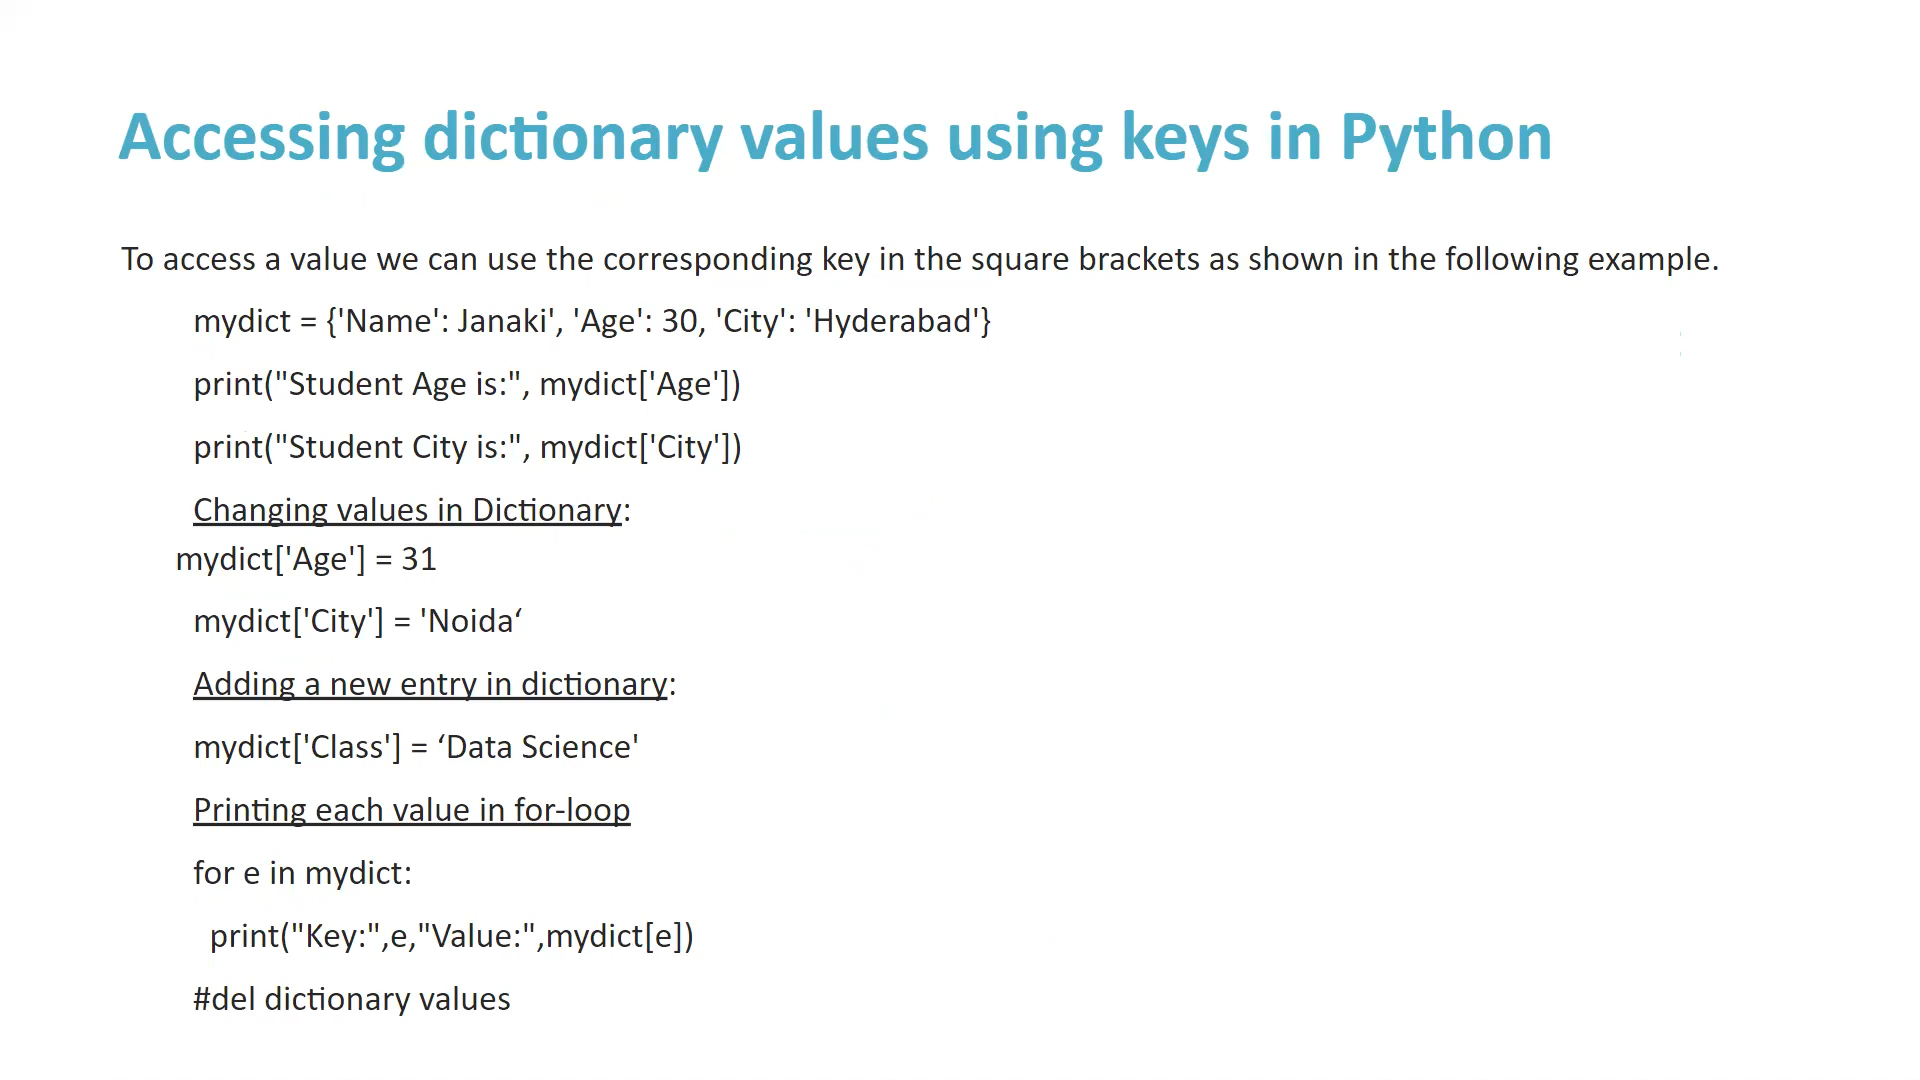 Accessing dictionary values using keys in Python
To access a value we can use the corresponding key in the square brackets as shown in the following example.
mydict = {'Name': Janaki', 'Age': 30, 'City': 'Hyderabad'}
print("Student Age is:", mydict['Age'])
print("Student City is:", mydict['City'])
Changing values in Dictionary:
mydict['Age'] = 31
mydict['City'] = 'Noida‘
Adding a new entry in dictionary:
mydict['Class'] = ‘Data Science'
Printing each value in for-loop
for e in mydict:
print("Key:",e,"Value:",mydict[e])
#del dictionary values